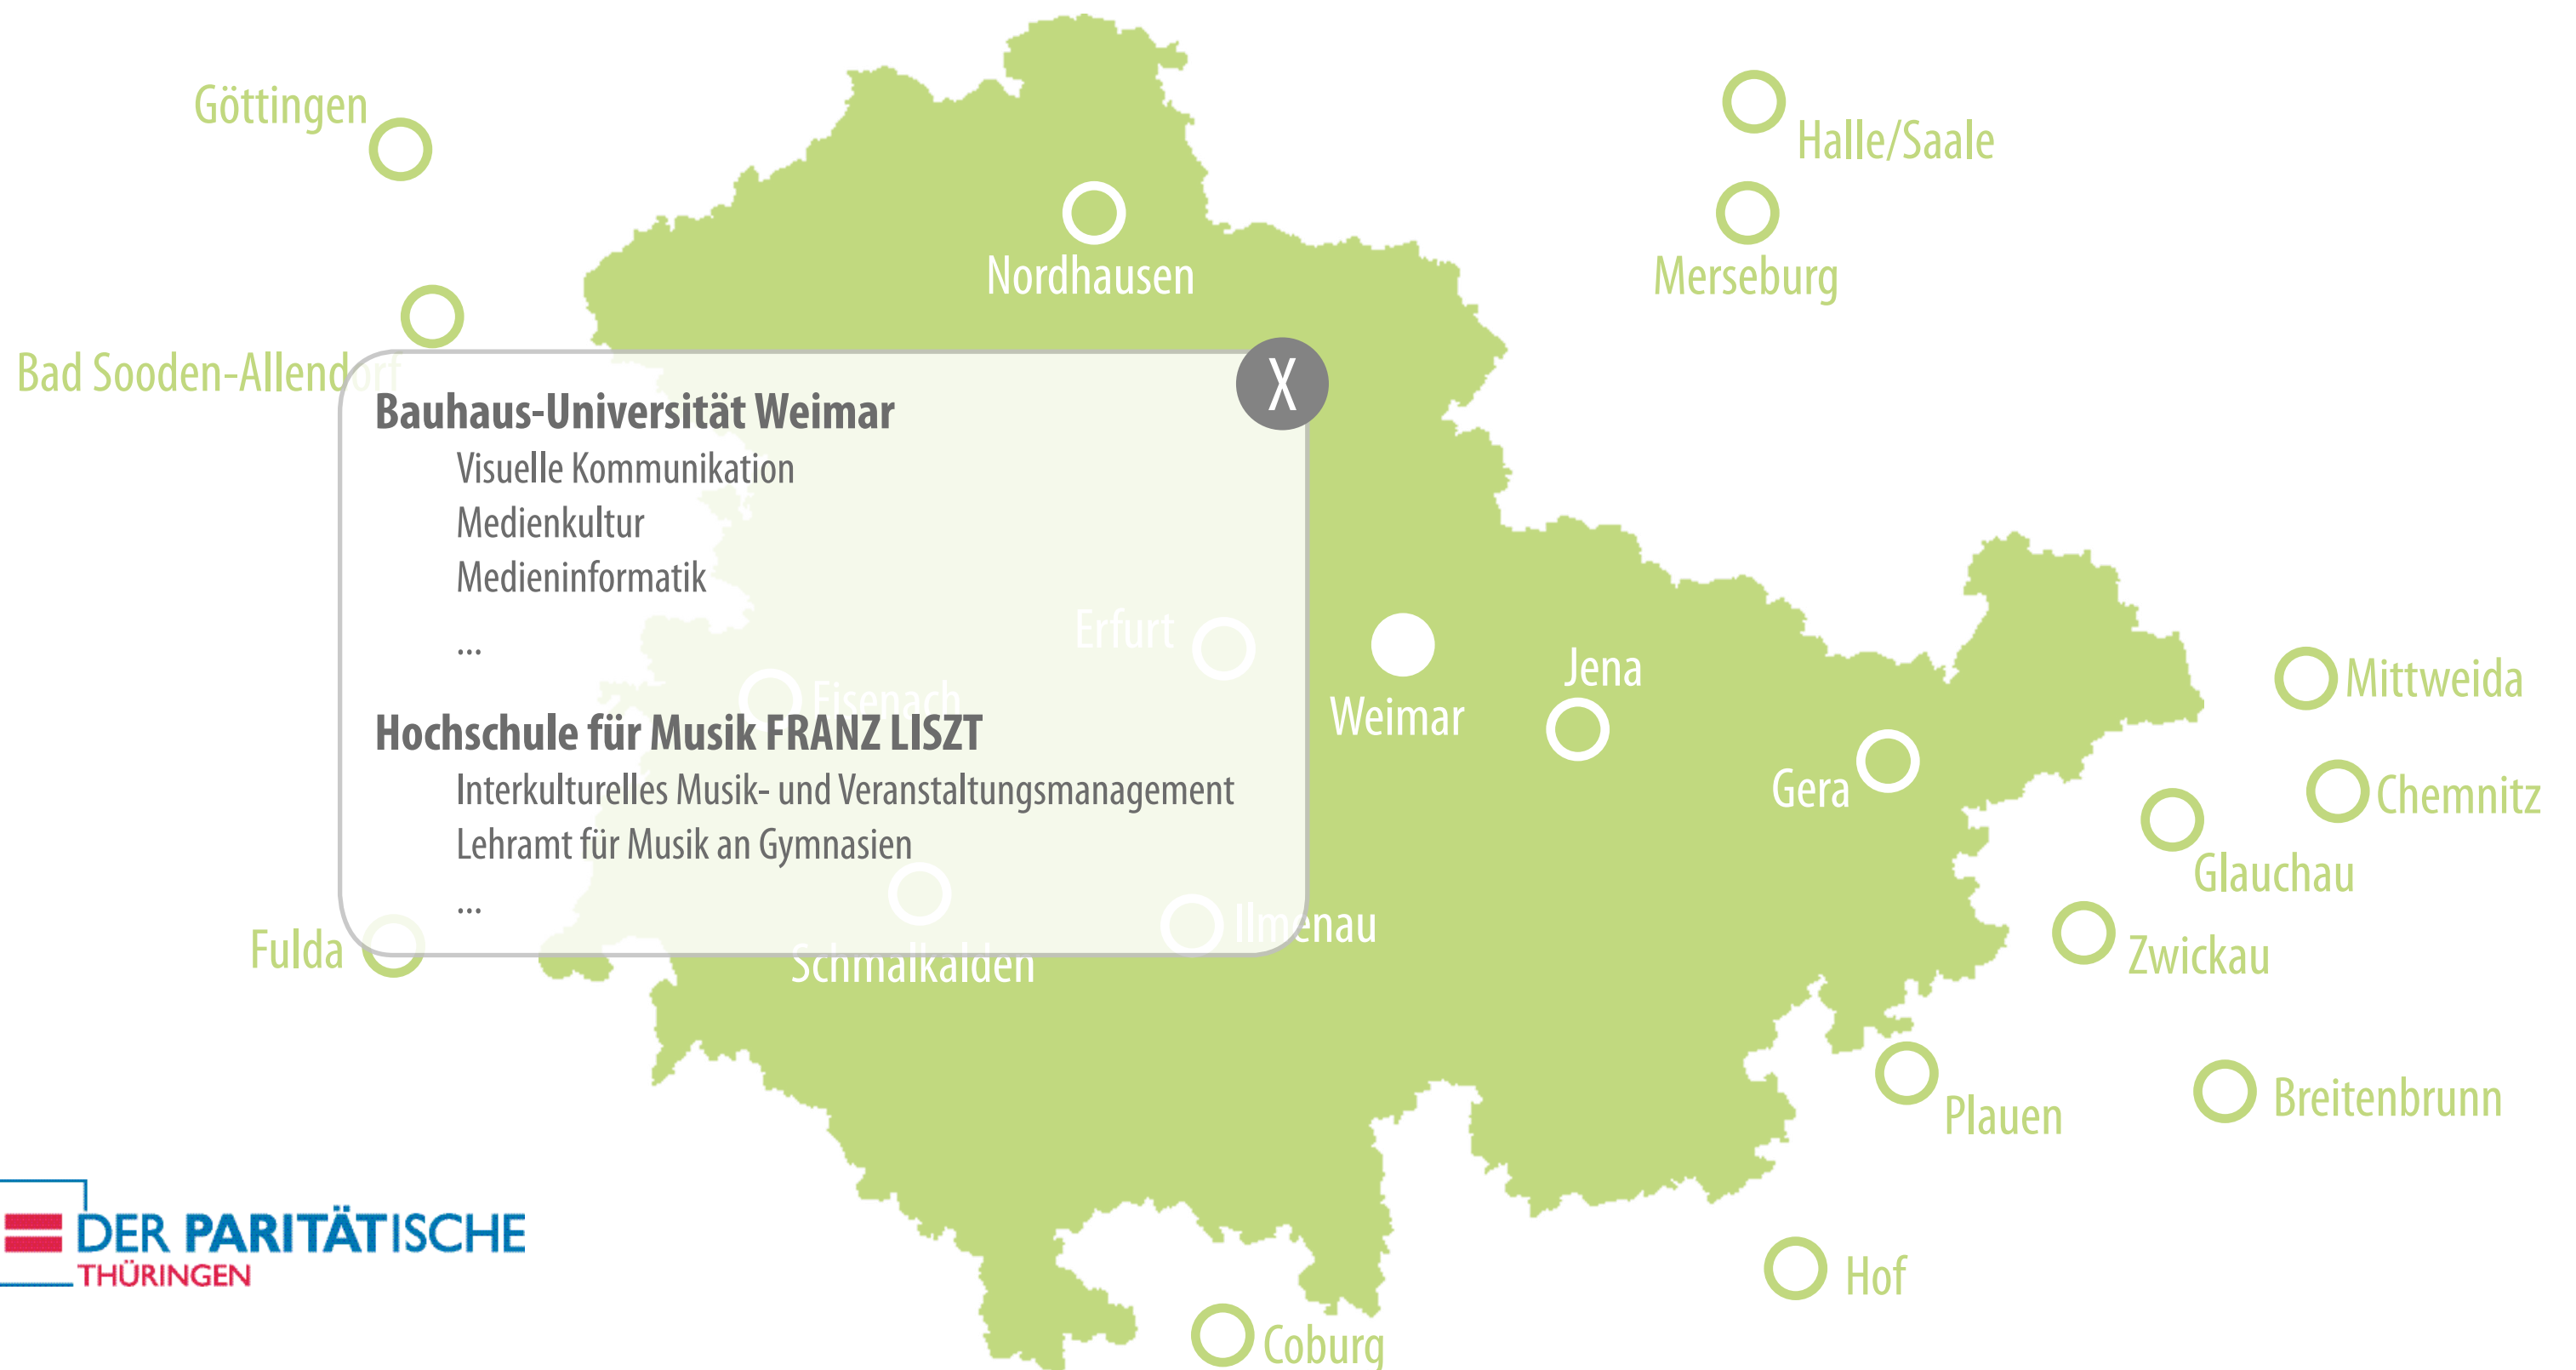 Göttingen
Halle/Saale
Nordhausen
Merseburg
Bad Sooden-Allendorf
X
Bauhaus-Universität Weimar
Visuelle Kommunikation
Medienkultur
Medieninformatik
...
Erfurt
Weimar
Jena
Eisenach
Mittweida
Hochschule für Musik FRANZ LISZT
Interkulturelles Musik- und Veranstaltungsmanagement
Lehramt für Musik an Gymnasien
...
Gera
Chemnitz
Glauchau
Fulda
Schmalkalden
Ilmenau
Zwickau
Plauen
Breitenbrunn
DER PARITÄTISCHE
THÜRINGEN
Hof
Coburg